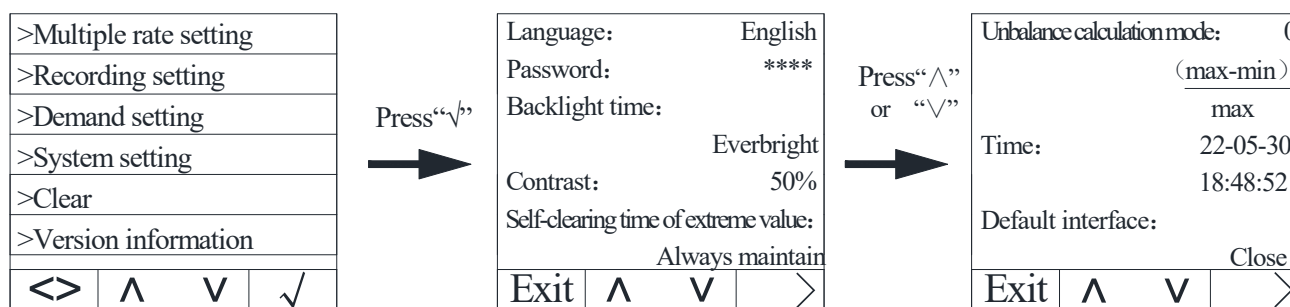 >Multiple rate setting
>Recording setting
>Demand setting
>System setting
>Clear
>Version information
<> ∧ ∨ √
Press“√”
Language： English
Password： ****
Backlight time：
Everbright
Contrast： 50%
Self-clearing time of extreme value：
Always maintain
Exit ∧ ∨ >
Press“∧”
or “∨”
Unbalance calculation mode： 0
（max-min）
max
Time： 22-05-30
18:48:52
Default interface：
Close
Exit ∧ ∨ >